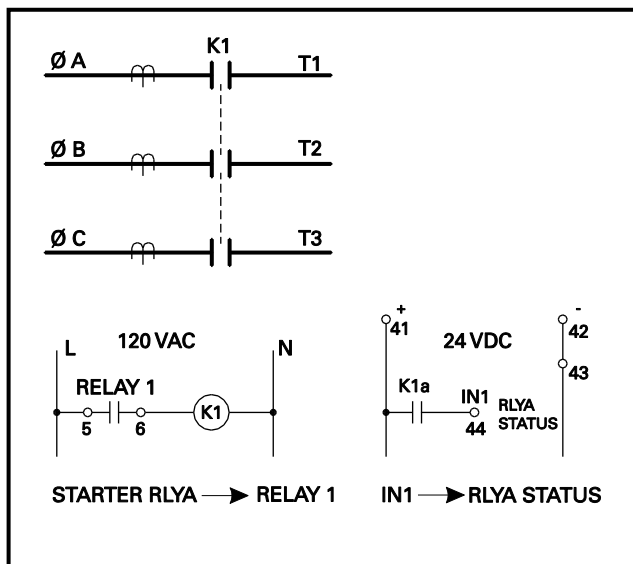 K1
Ø A T1
Ø B T2
Ø C T3
L 120 VAC N
RELAY 1
5 6 K1
+ -
41 24 VDC 42
43
K1a IN1 RLYA
44 STATUS
STARTER RLYA → RELAY 1
IN1 → RLYA STATUS